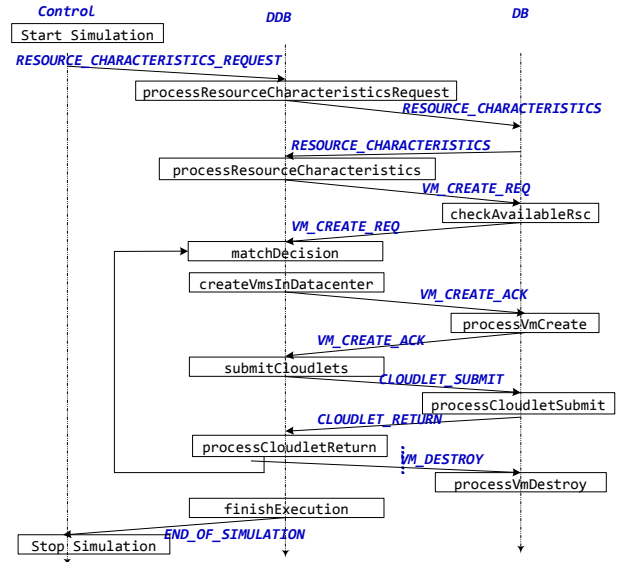 Control
DDB
DB
Start Simulation
RESOURCE_CHARACTERISTICS_REQUEST
processResourceCharacteristicsRequest
RESOURCE_CHARACTERISTICS
RESOURCE_CHARACTERISTICS
processResourceCharacteristics
VM_CREATE_REQ
checkAvailableRsc
VM_CREATE_REQ
matchDecision
createVmsInDatacenter
VM_CREATE_ACK
processVmCreate
VM_CREATE_ACK
submitCloudlets
CLOUDLET_SUBMIT
processCloudletSubmit
CLOUDLET_RETURN
processCloudletReturn
VM_DESTROY
processVmDestroy
finishExecution
END_OF_SIMULATION
Stop Simulation